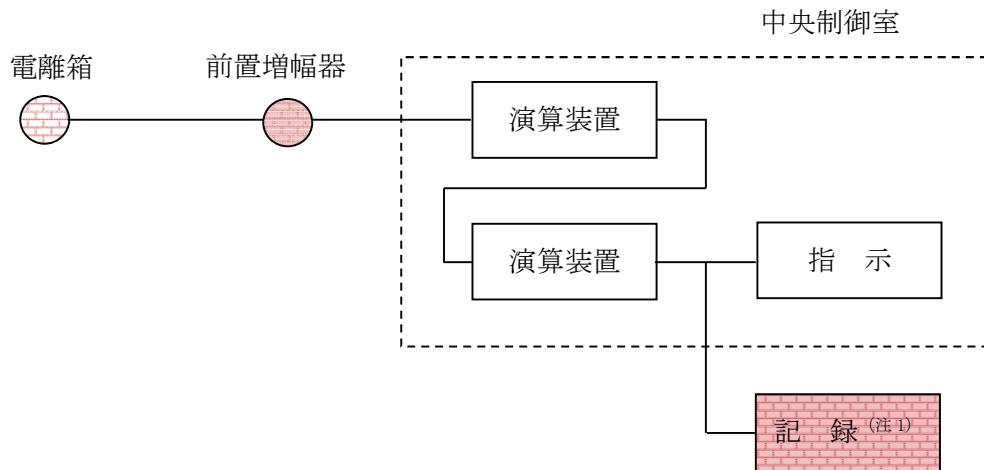 中央制御室
電離箱
前置増幅器
演算装置
演算装置
指　示
記　録(注1)